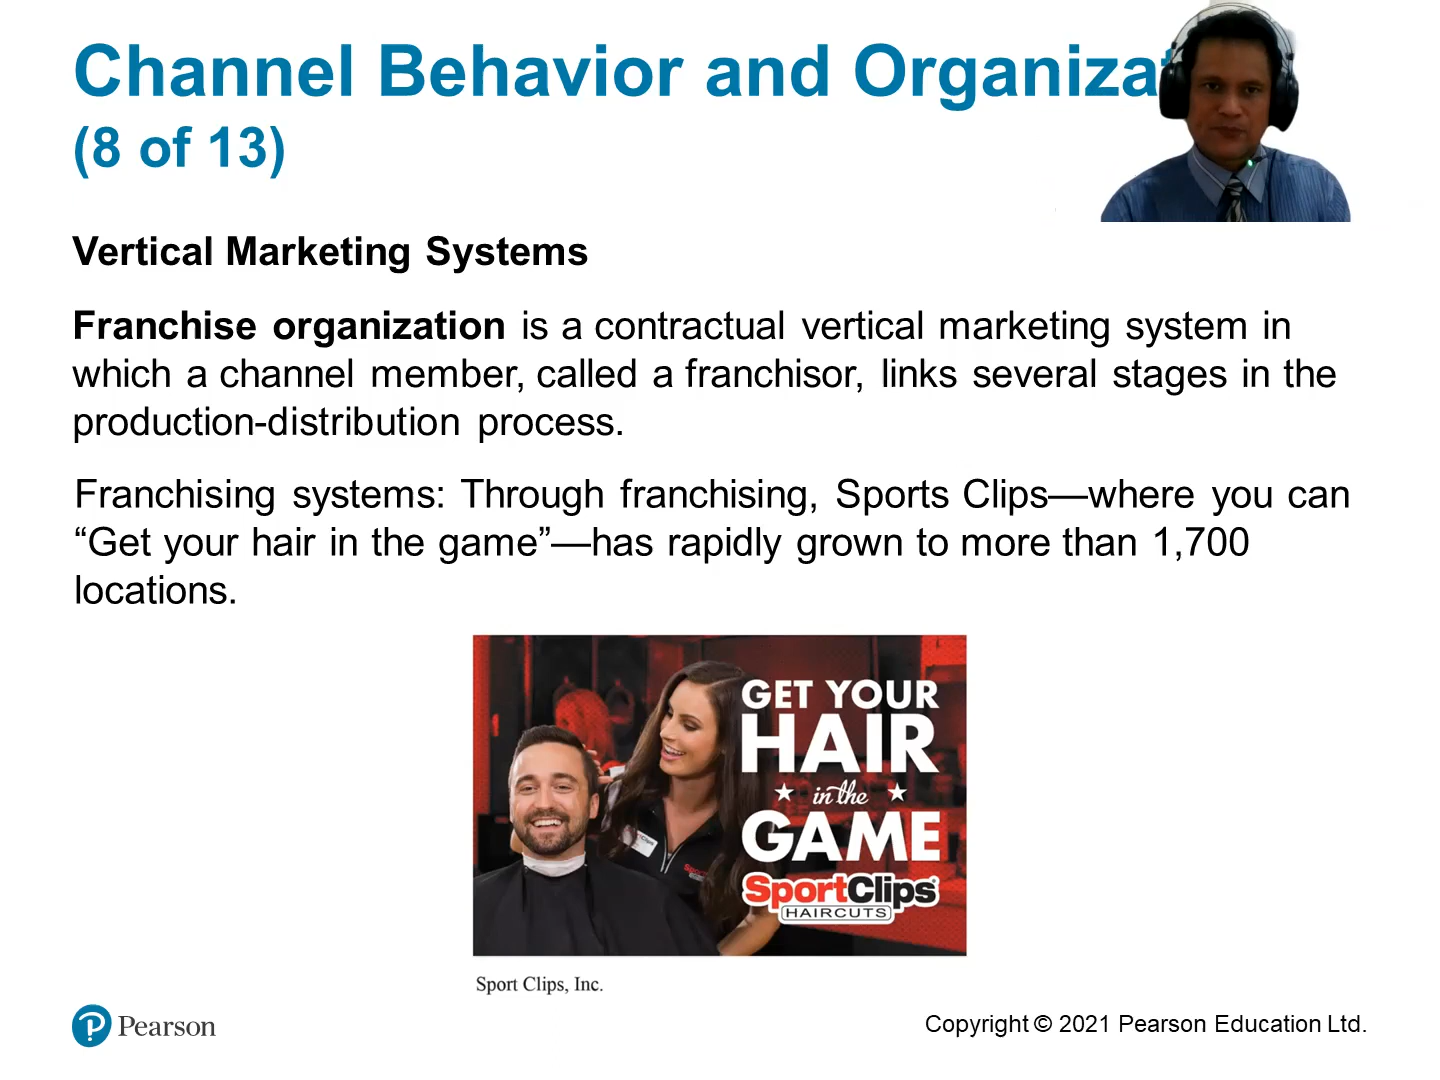 Channel Behavior and Organiza
(8 of 13)
Vertical Marketing Systems
Franchise organization is a contractual vertical marketing system in
which a channel member, called a franchisor, links several stages in the
production-distribution process.
Franchising systems: Through franchising, Sports Clips—where you can
“Get your hair in the game”—has rapidly grown to more than 1,700
locations.
GET YOUR
HAIR
in the
GAME
SportClips
HAIRCUTS
Sport Clips, Inc.
Pearson
Copyright © 2021 Pearson Education Ltd.